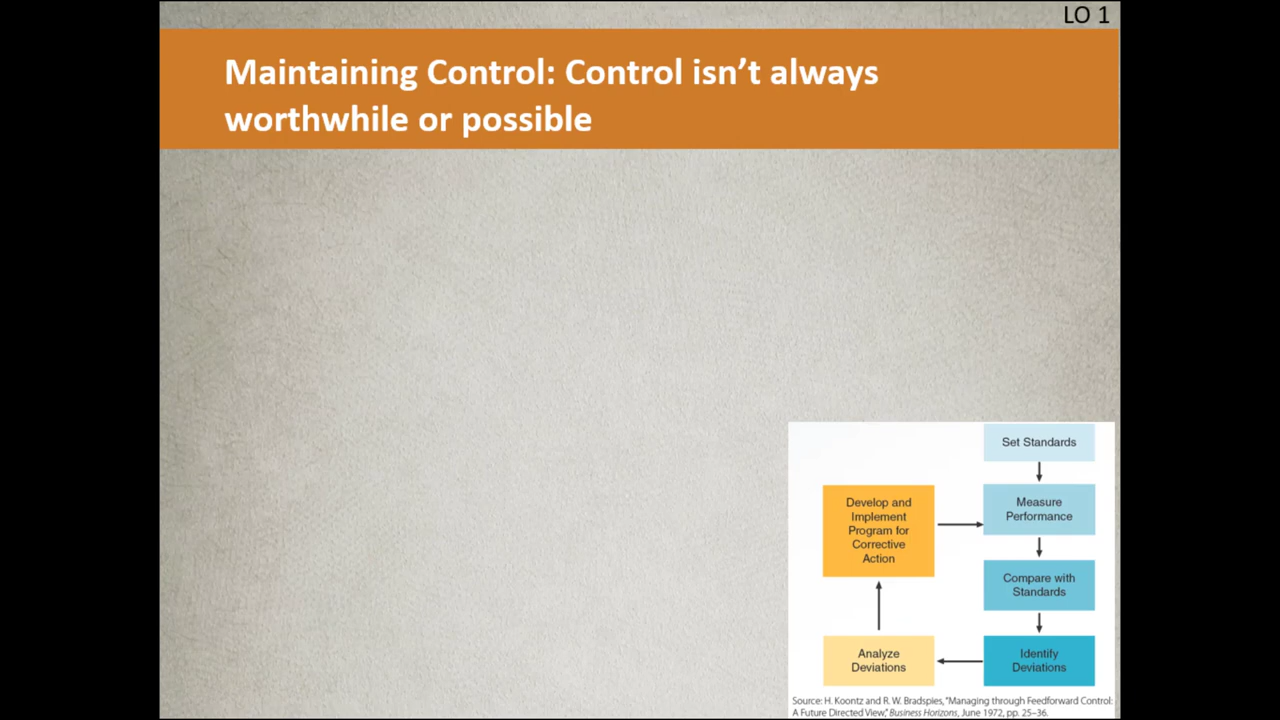 LO 1
Maintaining Control: Control isn’t always
worthwhile or possible
Set Standards
Measure
Performance
Compare with
Standards
Identify
Deviations
Analyze
Deviations
Develop and
Implement
Program for
Corrective
Action
Source: H. Koontz and R. W. Bradspies, “Managing through Feedforward Control:
A Future Directed View,” Business Horizons, June 1972, pp. 25–36.